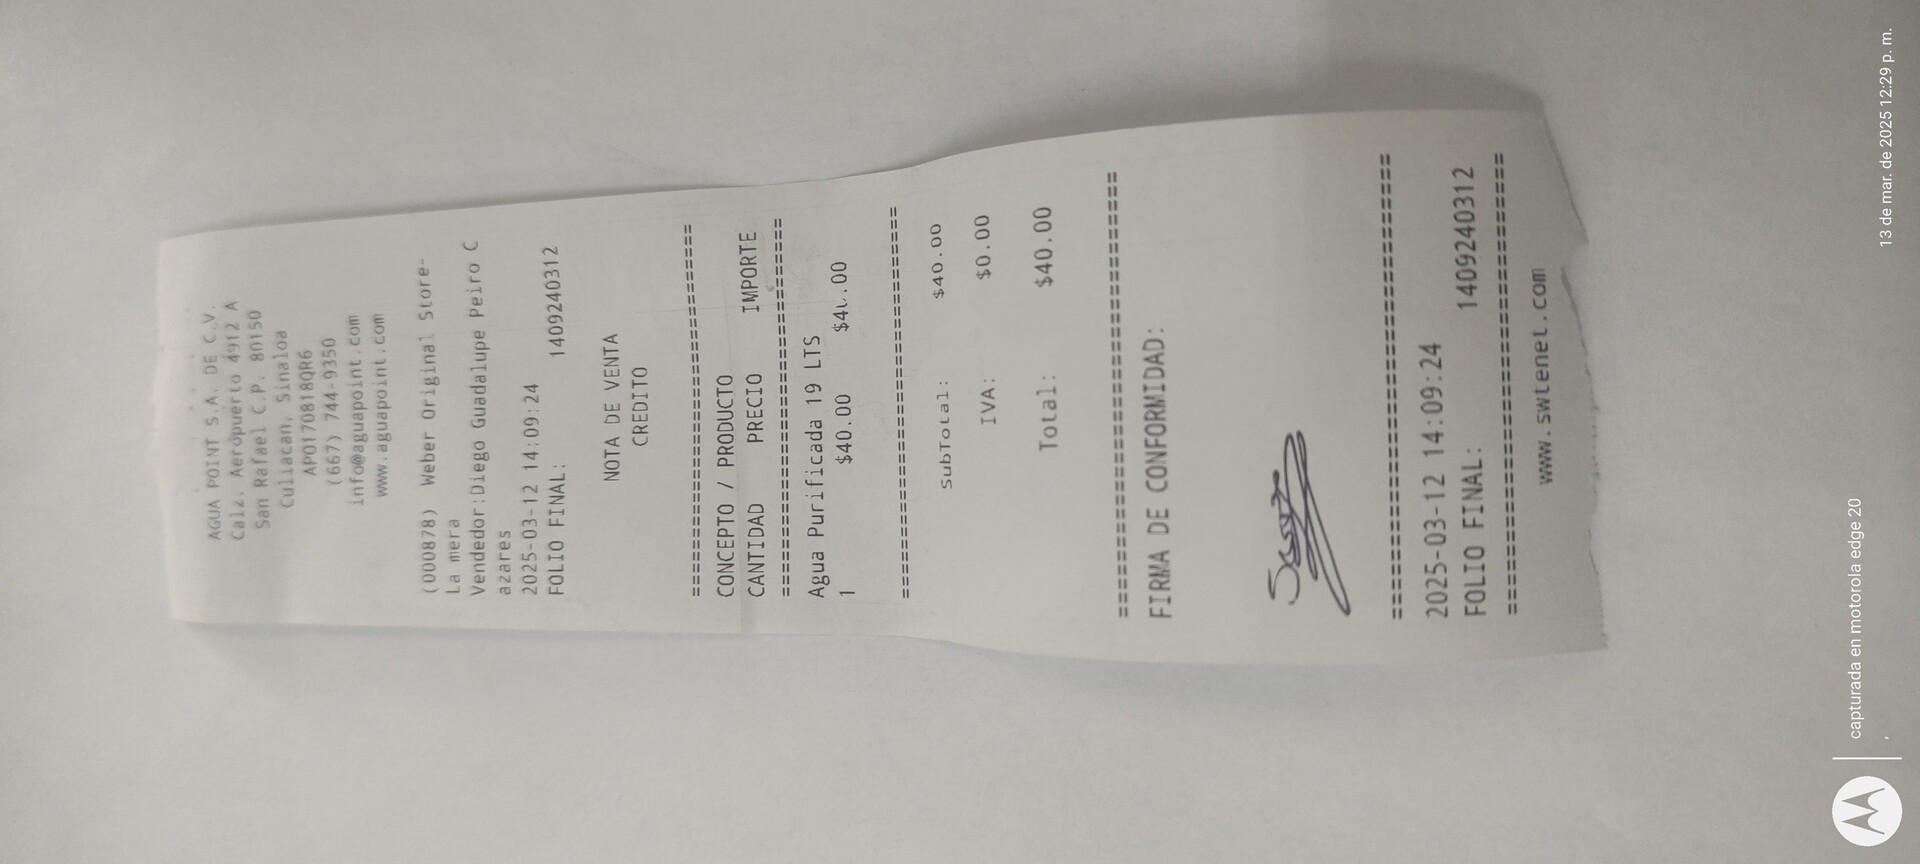 AGUA POINT S.A. DE C.V.
Calz. Aeropuerto 4912 A
San Rafael C.P. 80150
Culiacan, Sinaloa
APO170818QR6
(667) 744-9350
info@aguapoint.com
www.aguapoint.com
(000878) Weber Original Store-
La mera
Vendedor:Diego Guadalupe Peiro C
azares
2025-03-12 14:09:24
FOLIO FINAL: 1409240312
NOTA DE VENTA
CREDITO
================================
CONCEPTO / PRODUCTO
CANTIDAD PRECIO IMPORTE
================================
Agua Purificada 19 LTS
1 $40.00 $40.00
================================
SubTotal: $40.00
IVA: $0.00
Total: $40.00
================================
FIRMA DE CONFORMIDAD:
================================
2025-03-12 14:09:24
FOLIO FINAL: 1409240312
================================
www.swtenet.com
capturada en motorola edge 20
13 de mar. de 2025 12:29 p. m.